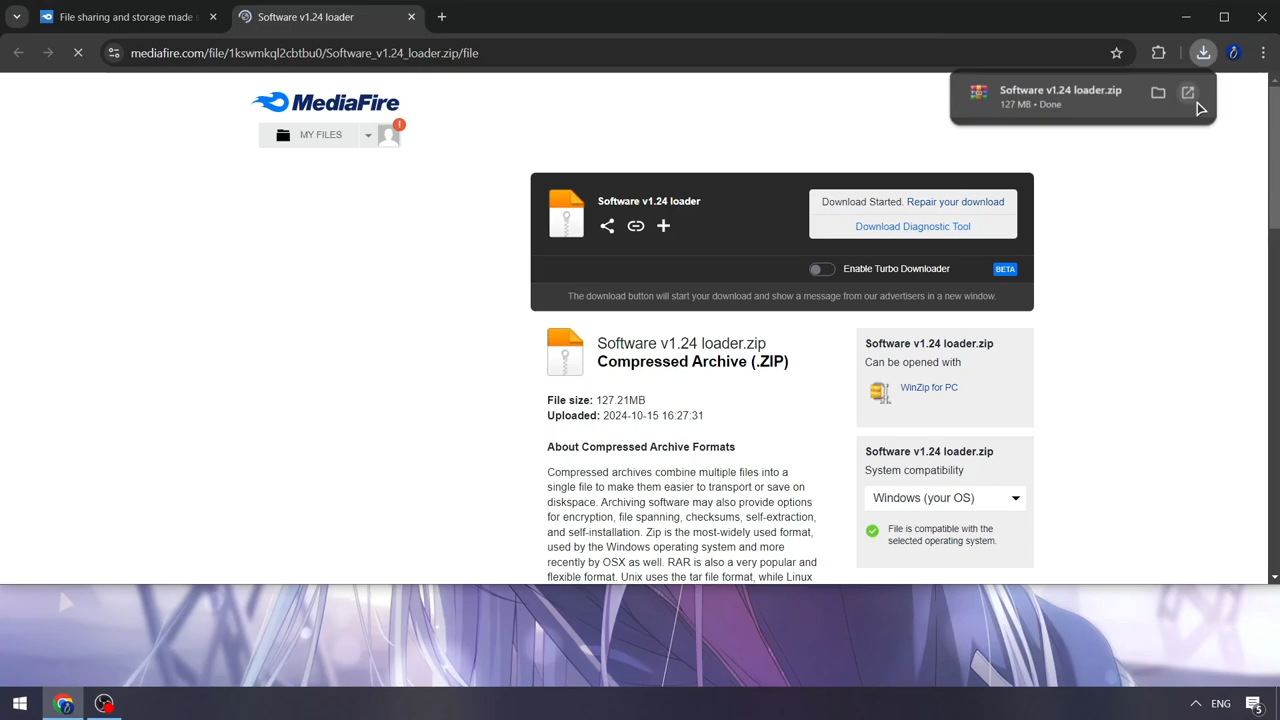 File sharing and storage made s
Software v1.24 loader
mediafire.com/file/1kswmkql2cbtbu0/Software_v1.24_loader.zip/file
Software v1.24 loader.zip
127 MB • Done
MediaFire
!
MY FILES
Software v1.24 loader
Download Started. Repair your download
Download Diagnostic Tool
Enable Turbo Downloader
BETA
The download button will start your download and show a message from our advertisers in a new window.
Software v1.24 loader.zip
Compressed Archive (.ZIP)
File size: 127.21MB
Uploaded: 2024-10-15 16:27:31
About Compressed Archive Formats
Compressed archives combine multiple files into a
single file to make them easier to transport or save on
diskspace. Archiving software may also provide options
for encryption, file spanning, checksums, self-extraction,
and self-installation. Zip is the most-widely used format,
used by the Windows operating system and more
recently by OSX as well. RAR is also a very popular and
flexible format. Unix uses the tar file format, while Linux
Software v1.24 loader.zip
Can be opened with
WinZip for PC
Software v1.24 loader.zip
System compatibility
Windows (your OS)
File is compatible with the
selected operating system.
ENG
5